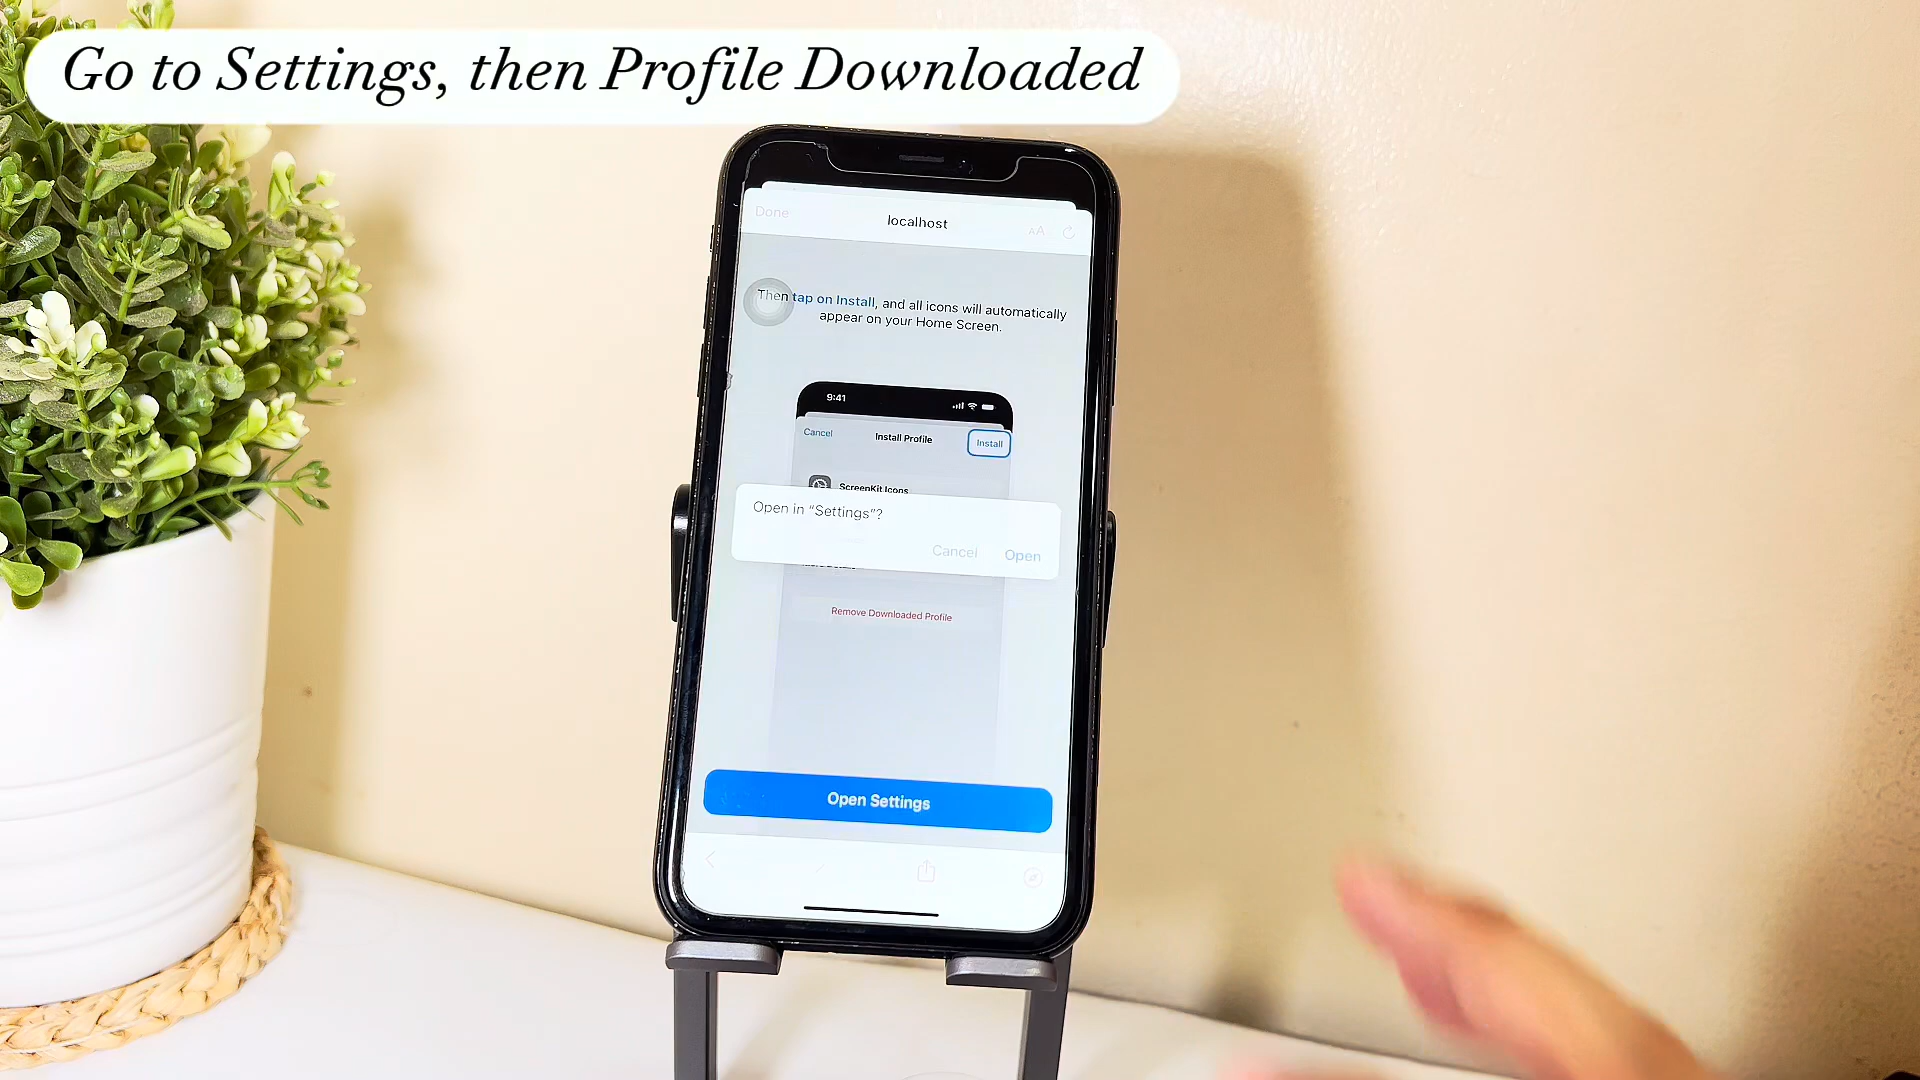 Go to Settings, then Profile Downloaded
Done
localhost
AA
Then tap on Install, and all icons will automatically
appear on your Home Screen.
9:41
Cancel
Install Profile
Install
ScreenKit Icons
Open in “Settings”?
Cancel
Open
Remove Downloaded Profile
Open Settings